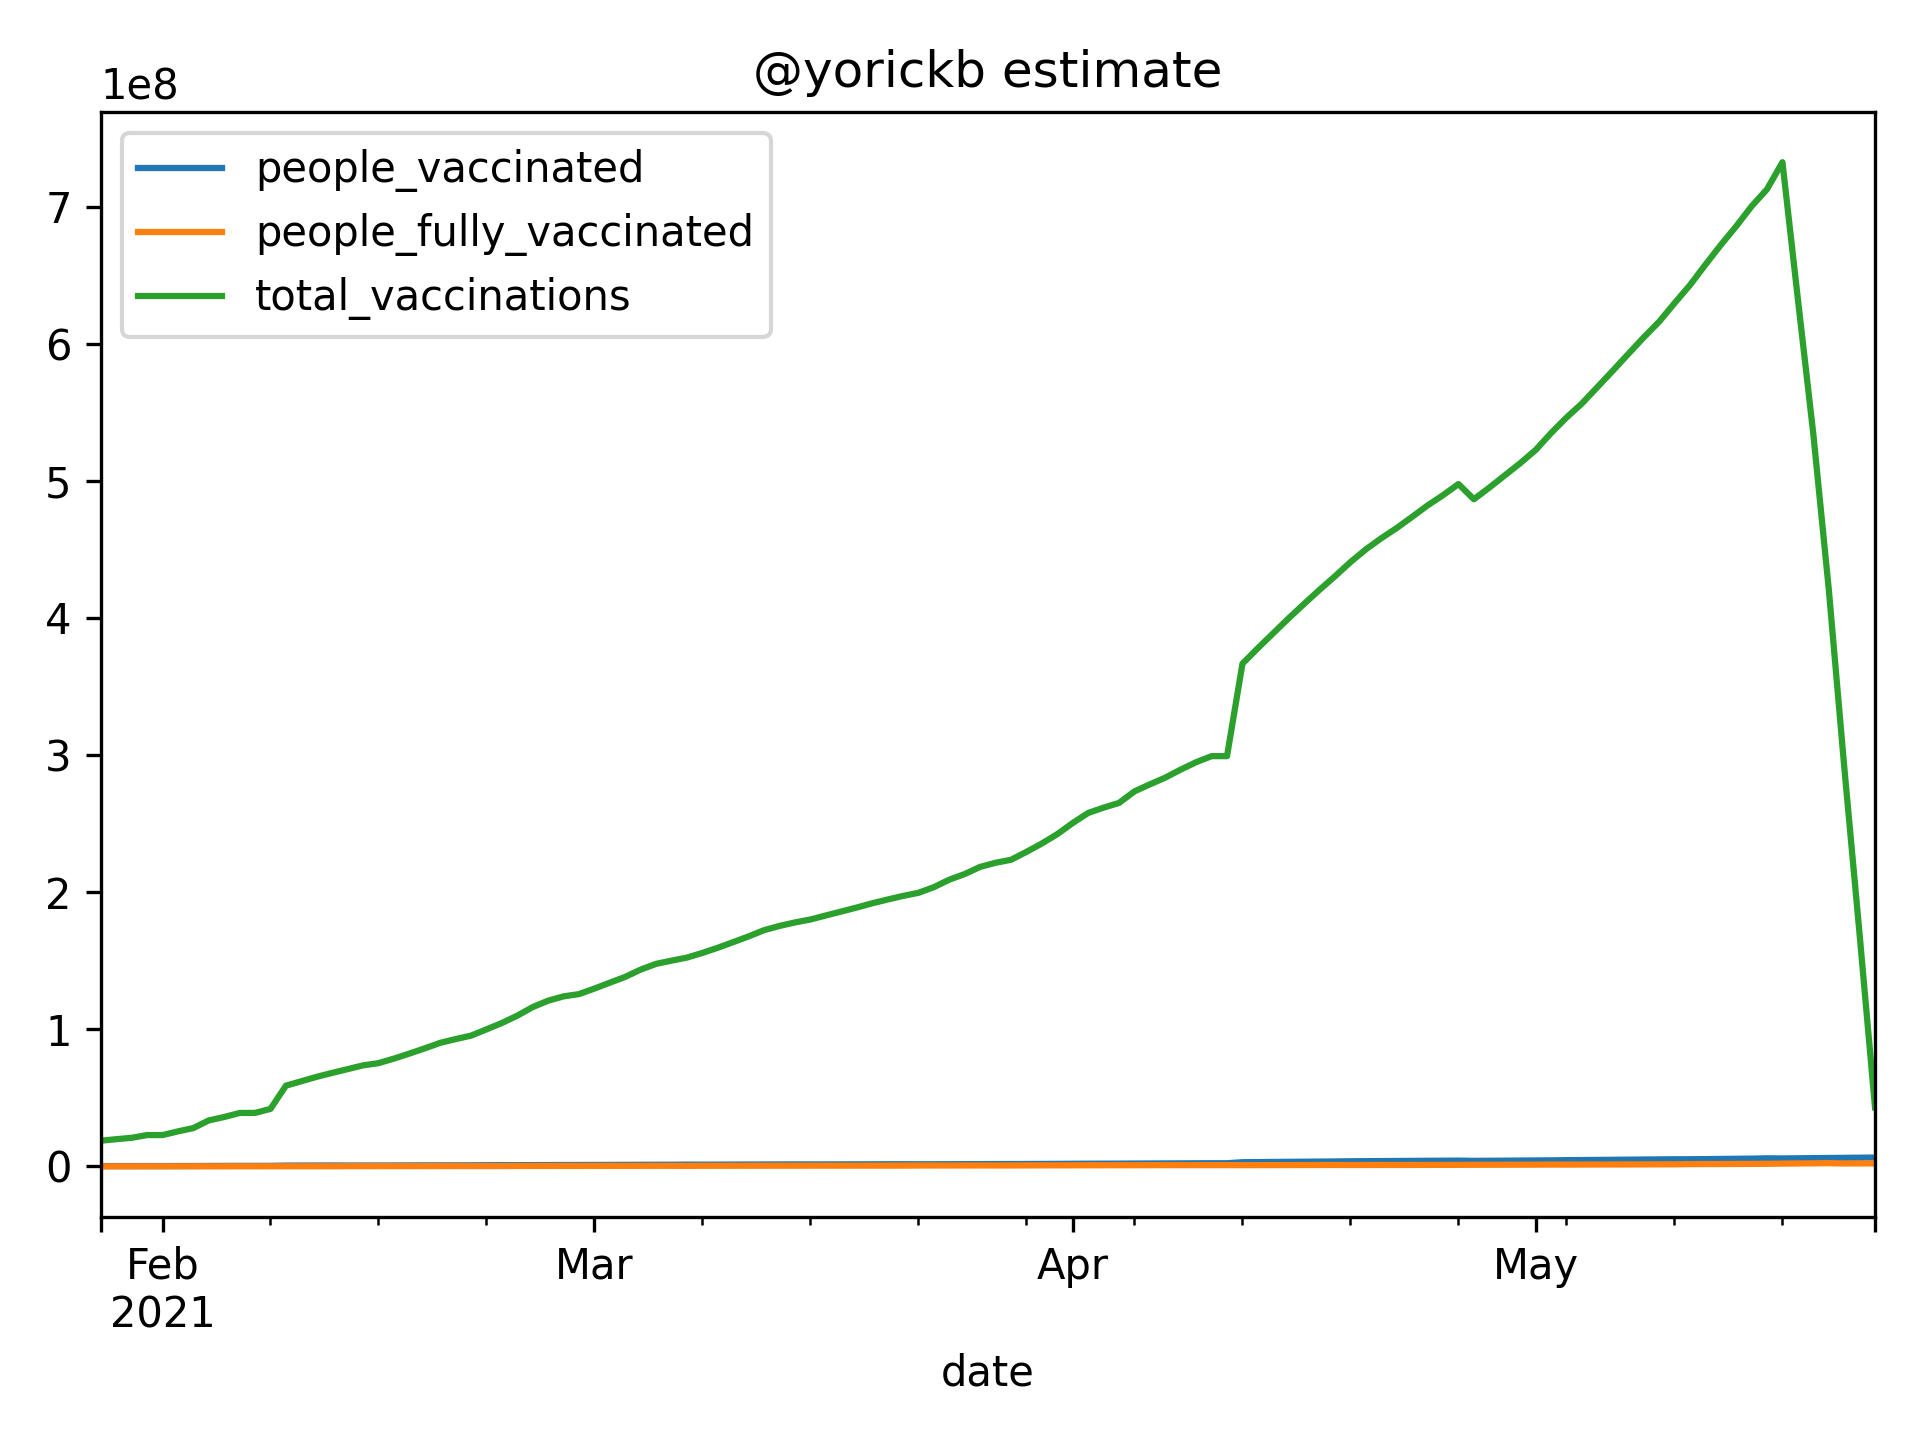 @yorickb estimate
1e8
people_vaccinated
people_fully_vaccinated
total_vaccinations
7
6
5
4
3
2
1
0
Feb Mar Apr May
2021
date